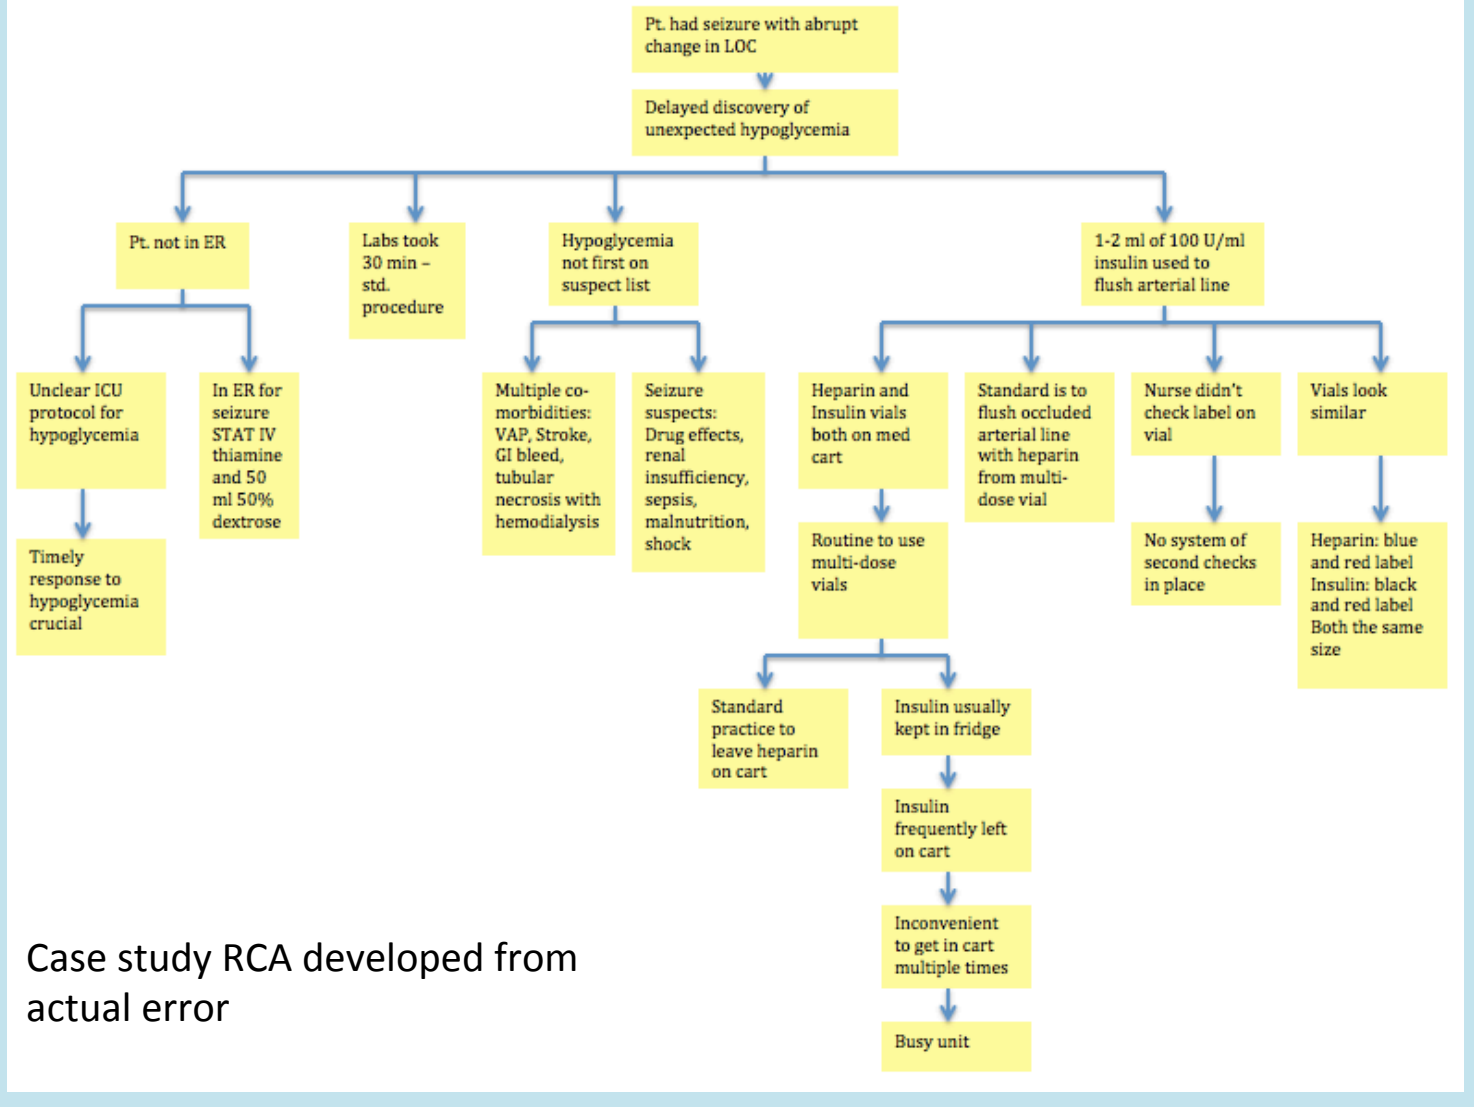 Pt. had seizure with abrupt
change in LOC
Delayed discovery of
unexpected hypoglycemia
Pt. not in ER
Labs took
30 min –
std.
procedure
Hypoglycemia
not first on
suspect list
1-2 ml of 100 U/ml
insulin used to
flush arterial line
Unclear ICU
protocol for
hypoglycemia
In ER for
seizure
STAT IV
thiamine
and 50
ml 50%
dextrose
Multiple co-
morbidities:
VAP, Stroke,
GI bleed,
tubular
necrosis with
hemodialysis
Seizure
suspects:
Drug effects,
renal
insufficiency,
sepsis,
malnutrition,
shock
Heparin and
Insulin vials
both on med
cart
Standard is to
flush occluded
arterial line
with heparin
from multi-
dose vial
Nurse didn't
check label on
vial
Vials look
similar
Timely
response to
hypoglycemia
crucial
Routine to use
multi-dose
vials
No system of
second checks
in place
Heparin: blue
and red label
Insulin: black
and red label
Both the same
size
Standard
practice to
leave heparin
on cart
Insulin usually
kept in fridge
Insulin
frequently left
on cart
Inconvenient
to get in cart
multiple times
Busy unit
Case study RCA developed from
actual error